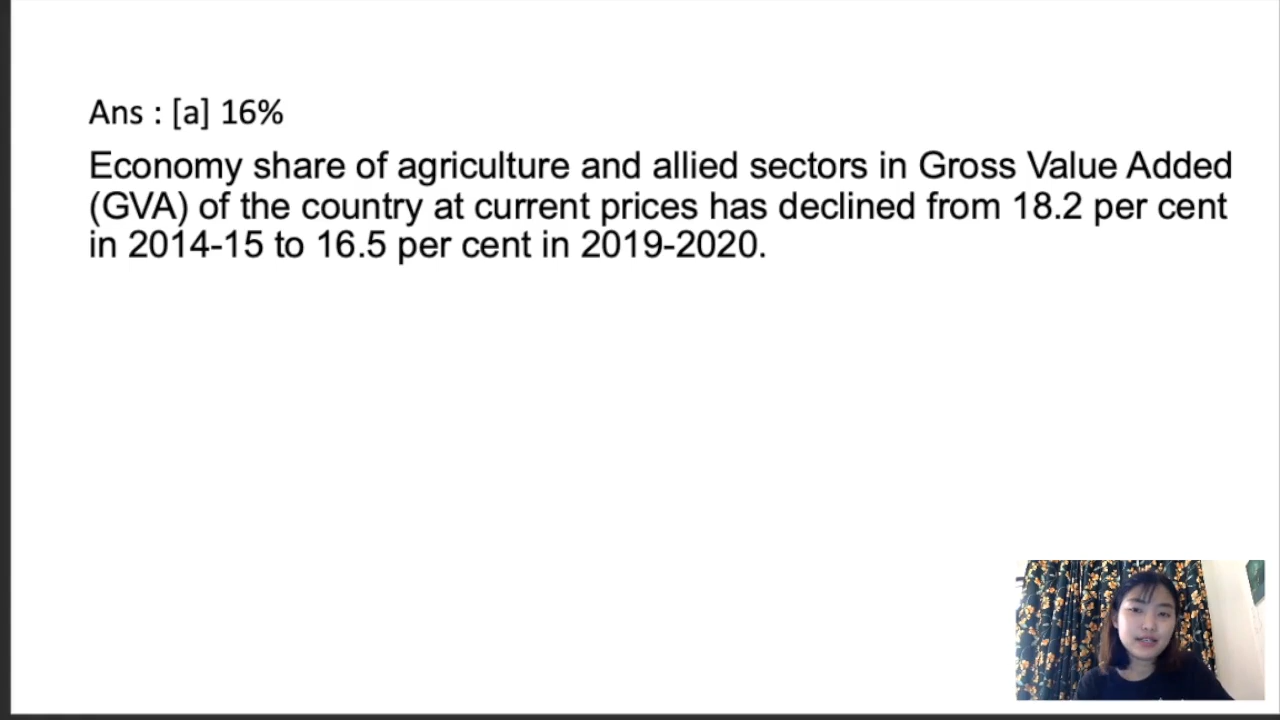 Ans : [a] 16%
Economy share of agriculture and allied sectors in Gross Value Added
(GVA) of the country at current prices has declined from 18.2 per cent
in 2014-15 to 16.5 per cent in 2019-2020.